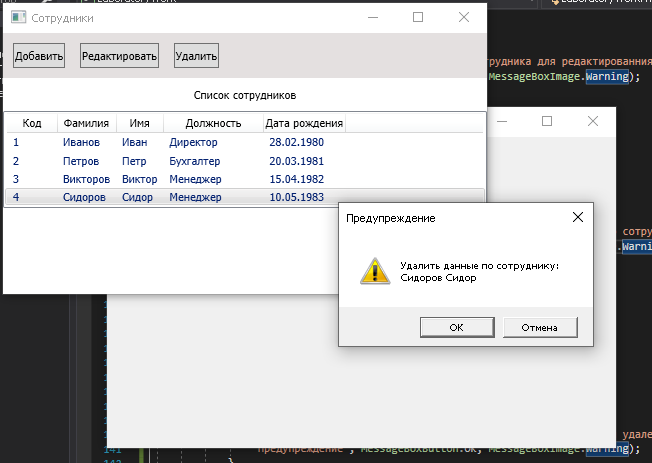 Сотрудники
Добавить Редактировать Удалить
Список сотрудников
Код Фамилия Имя Должность Дата рождения
1 Иванов Иван Директор 28.02.1980
2 Петров Петр Бухгалтер 20.03.1981
3 Викторов Виктор Менеджер 15.04.1982
4 Сидоров Сидор Менеджер 10.05.1983
Предупреждение
Удалить данные по сотруднику:
Сидоров Сидор
OK Отмена
трудника для редактирования
MessageBoxImage.Warning);
сотру
.Warni
удале
141 Предупреждение", MessageBoxButton.OK, MessageBoxImage.Warning);